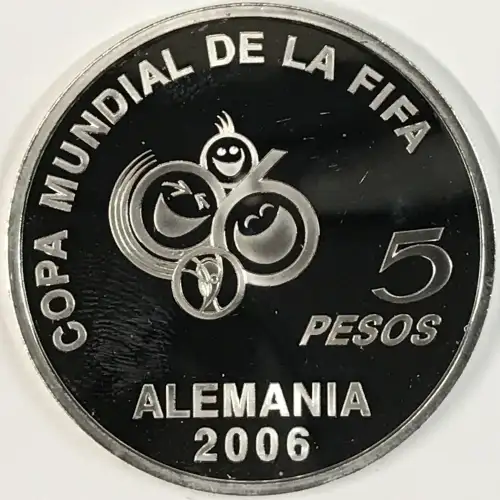 COPA MUNDIAL DE LA FIFA
5
PESOS
ALEMANIA
2006